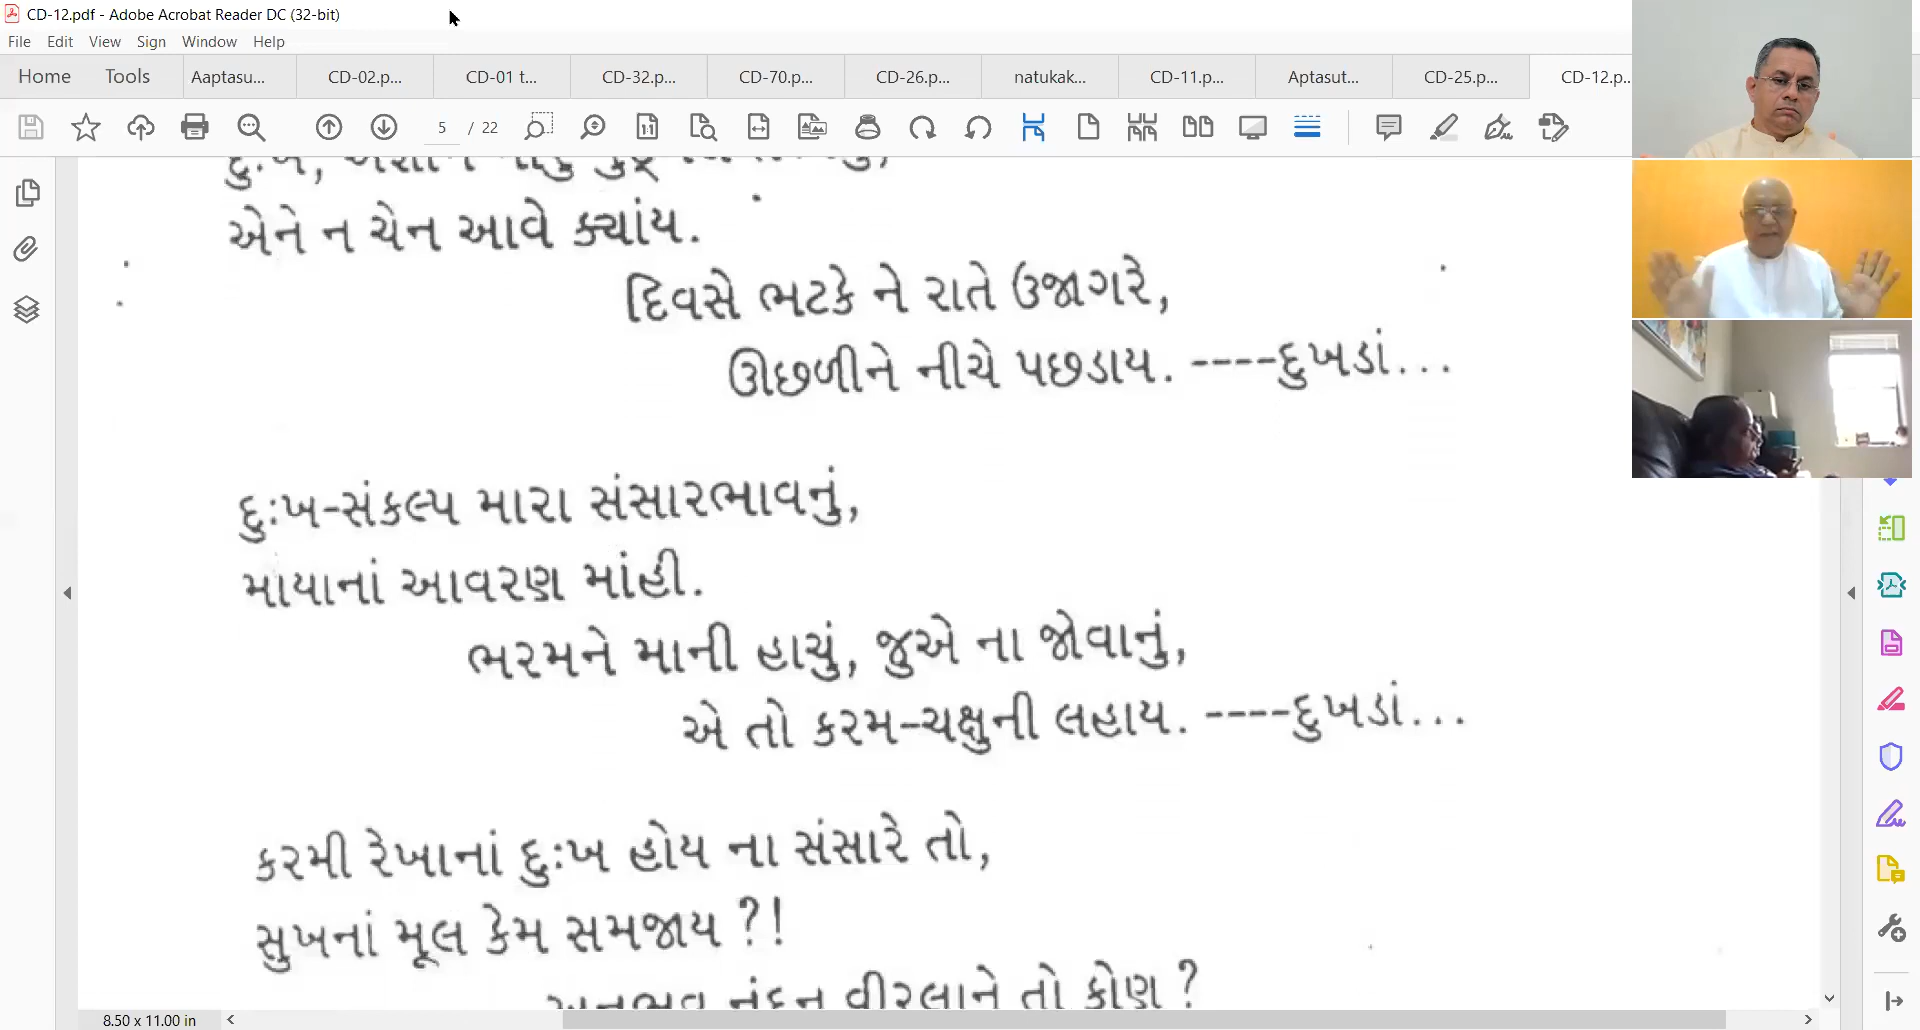 CD-12.pdf - Adobe Acrobat Reader DC (32-bit)
File Edit View Sign Window Help
Home Tools Aaptasu... CD-02.p... CD-01 t... CD-32.p... CD-70.p... CD-26.p... natukak... CD-11.p... Aptasut... CD-25.p... CD-12.p...
5 / 22
એને ન ચેન આવે ક્યાંય.
દિવસે ભટકે ને રાતે ઉજાગરે,
ઊછળીને નીચે પછડાય. ----દુખડાં...
દુઃખ-સંકલ્પ મારા સંસારભાવનું,
માયાનાં આવરણ માંહી.
ભરમને માની હાચું, જુએ ના જોવાનું,
એ તો કરમ-ચક્ષુની લહાય. ----દુખડાં...
કરમી રેખાનાં દુઃખ હોય ના સંસારે તો,
સુખનાં મૂલ કેમ સમજાય ?!
નંદન વીરલાને તો કોણ ?
8.50 x 11.00 in